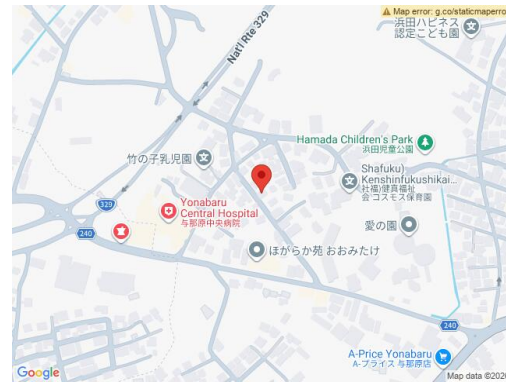 Map error: g.co/staticmaperro
浜田ハピネス
認定こども園
Nat'l Rte 329
Hamada Children's Park
浜田児童公園
竹の子乳児園
Shafuku)
Kenshinfukushikai...
社福)健真福祉
会 コスモス保育園
329
Yonabaru
Central Hospital
与那原中央病院
愛の園
240
ほがらか苑 おおみたけ
240
A-Price Yonabaru
A-プライス 与那原店
Google
Map data ©2026